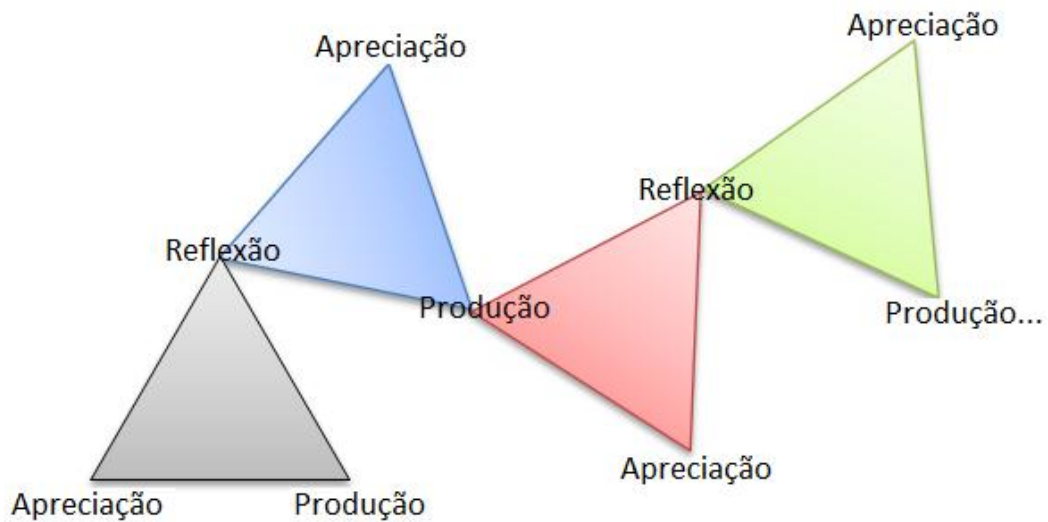 Apreciação
Apreciação
Reflexão
Reflexão
Produção
Produção...
Apreciação
Apreciação
Produção